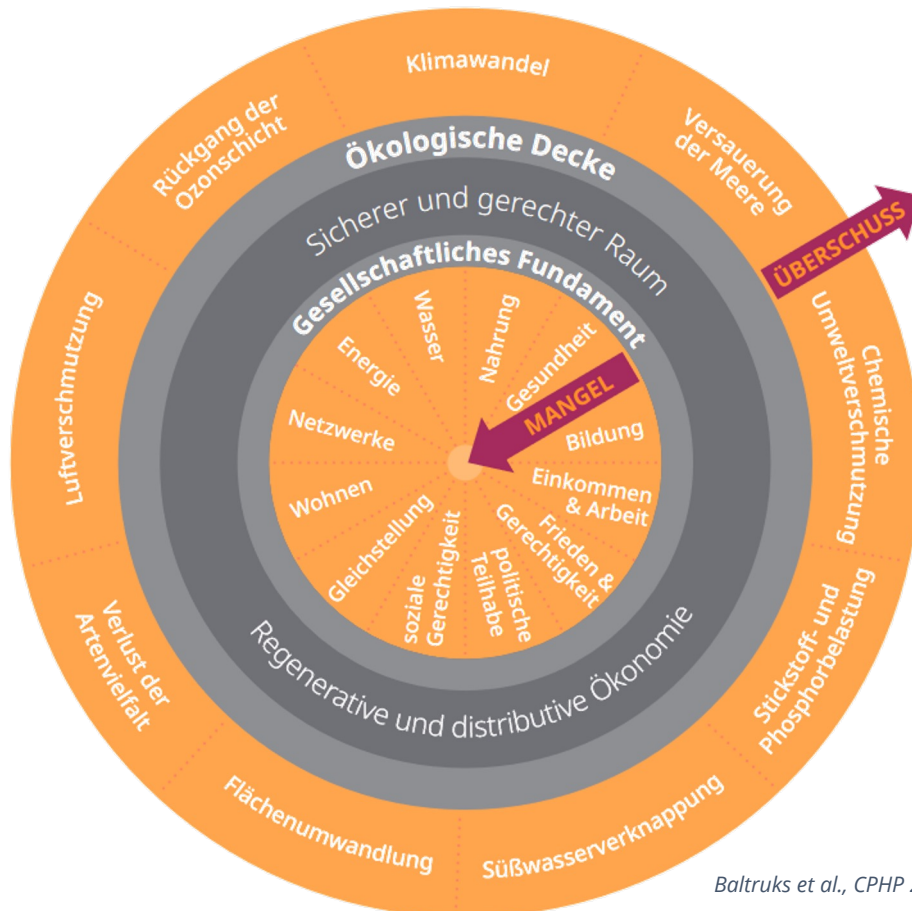 Klimawandel
Versauerung
der Meere
ÜBERSCHUSS
Chemische
Umweltverschmutzung
Stickstoff- und
Phosphorbelastung
Süßwasserverknappung
Flächenumwandlung
Verlust der
Artenvielfalt
Luftverschmutzung
Rückgang der
Ozonschicht
Ökologische Decke
Sicherer und gerechter Raum
Gesellschaftliches Fundament
Wasser
Nahrung
Gesundheit
MANGEL
Bildung
Einkommen
& Arbeit
Frieden &
Gerechtigkeit
politische
Teilhabe
soziale
Gerechtigkeit
Gleichstellung
Wohnen
Netzwerke
Energie
Regenerative und distributive Ökonomie
Baltruks et al., CPHP